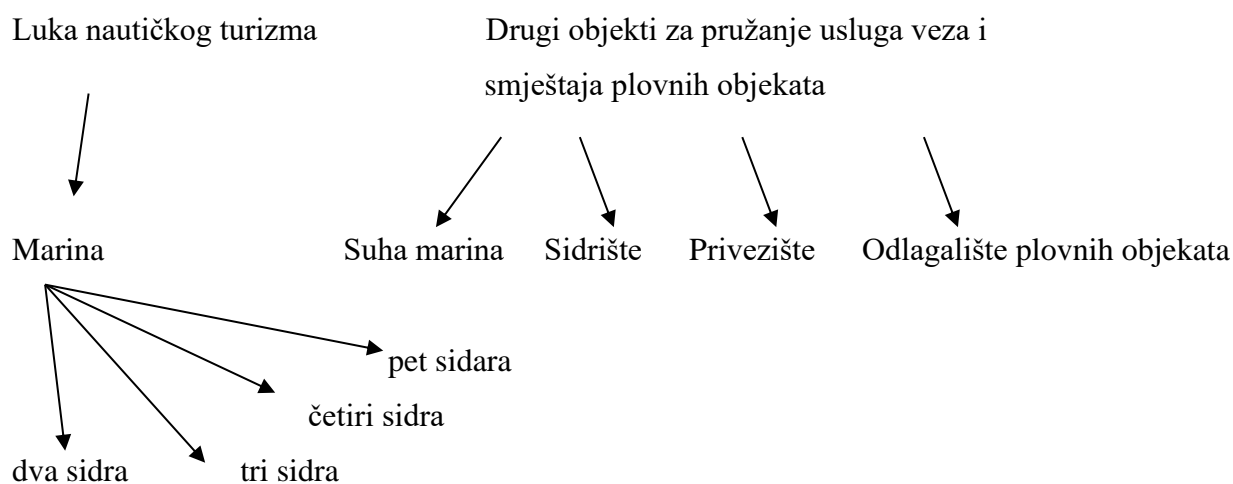 Luka nautičkog turizma
Drugi objekti za pružanje usluga veza i
smještaja plovnih objekata
Marina
Suha marina
Sidrište
Privezište
Odlagalište plovnih objekata
pet sidara
četiri sidra
dva sidra
tri sidra